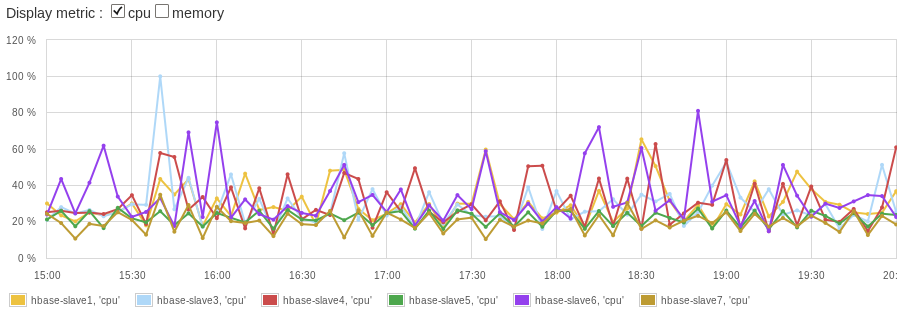 Display metric : cpu memory
120 %
100 %
80 %
60 %
40 %
20 %
0 %
15:00 15:30 16:00 16:30 17:00 17:30 18:00 18:30 19:00 19:30 20:
hbase-slave1, 'cpu' hbase-slave3, 'cpu' hbase-slave4, 'cpu' hbase-slave5, 'cpu' hbase-slave6, 'cpu' hbase-slave7, 'cpu'